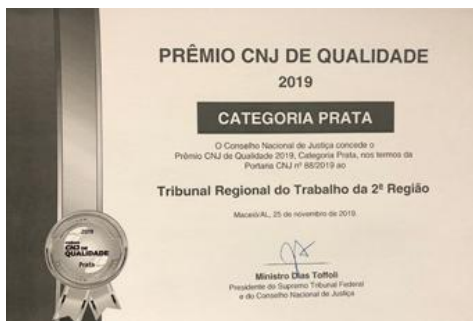 PRÊMIO CNJ DE QUALIDADE
2019
CATEGORIA PRATA
O Conselho Nacional de Justiça concede o
Prêmio CNJ de Qualidade 2019, Categoria Prata, nos termos da
Portaria CNJ nº 88/2019 ao
Tribunal Regional do Trabalho da 2ª Região
Maceió/AL, 25 de novembro de 2019.
Ministro Dias Toffoli
Presidente do Supremo Tribunal Federal
e do Conselho Nacional de Justiça
2019
PRÊMIO
CNJ DE
QUALIDADE
Prata